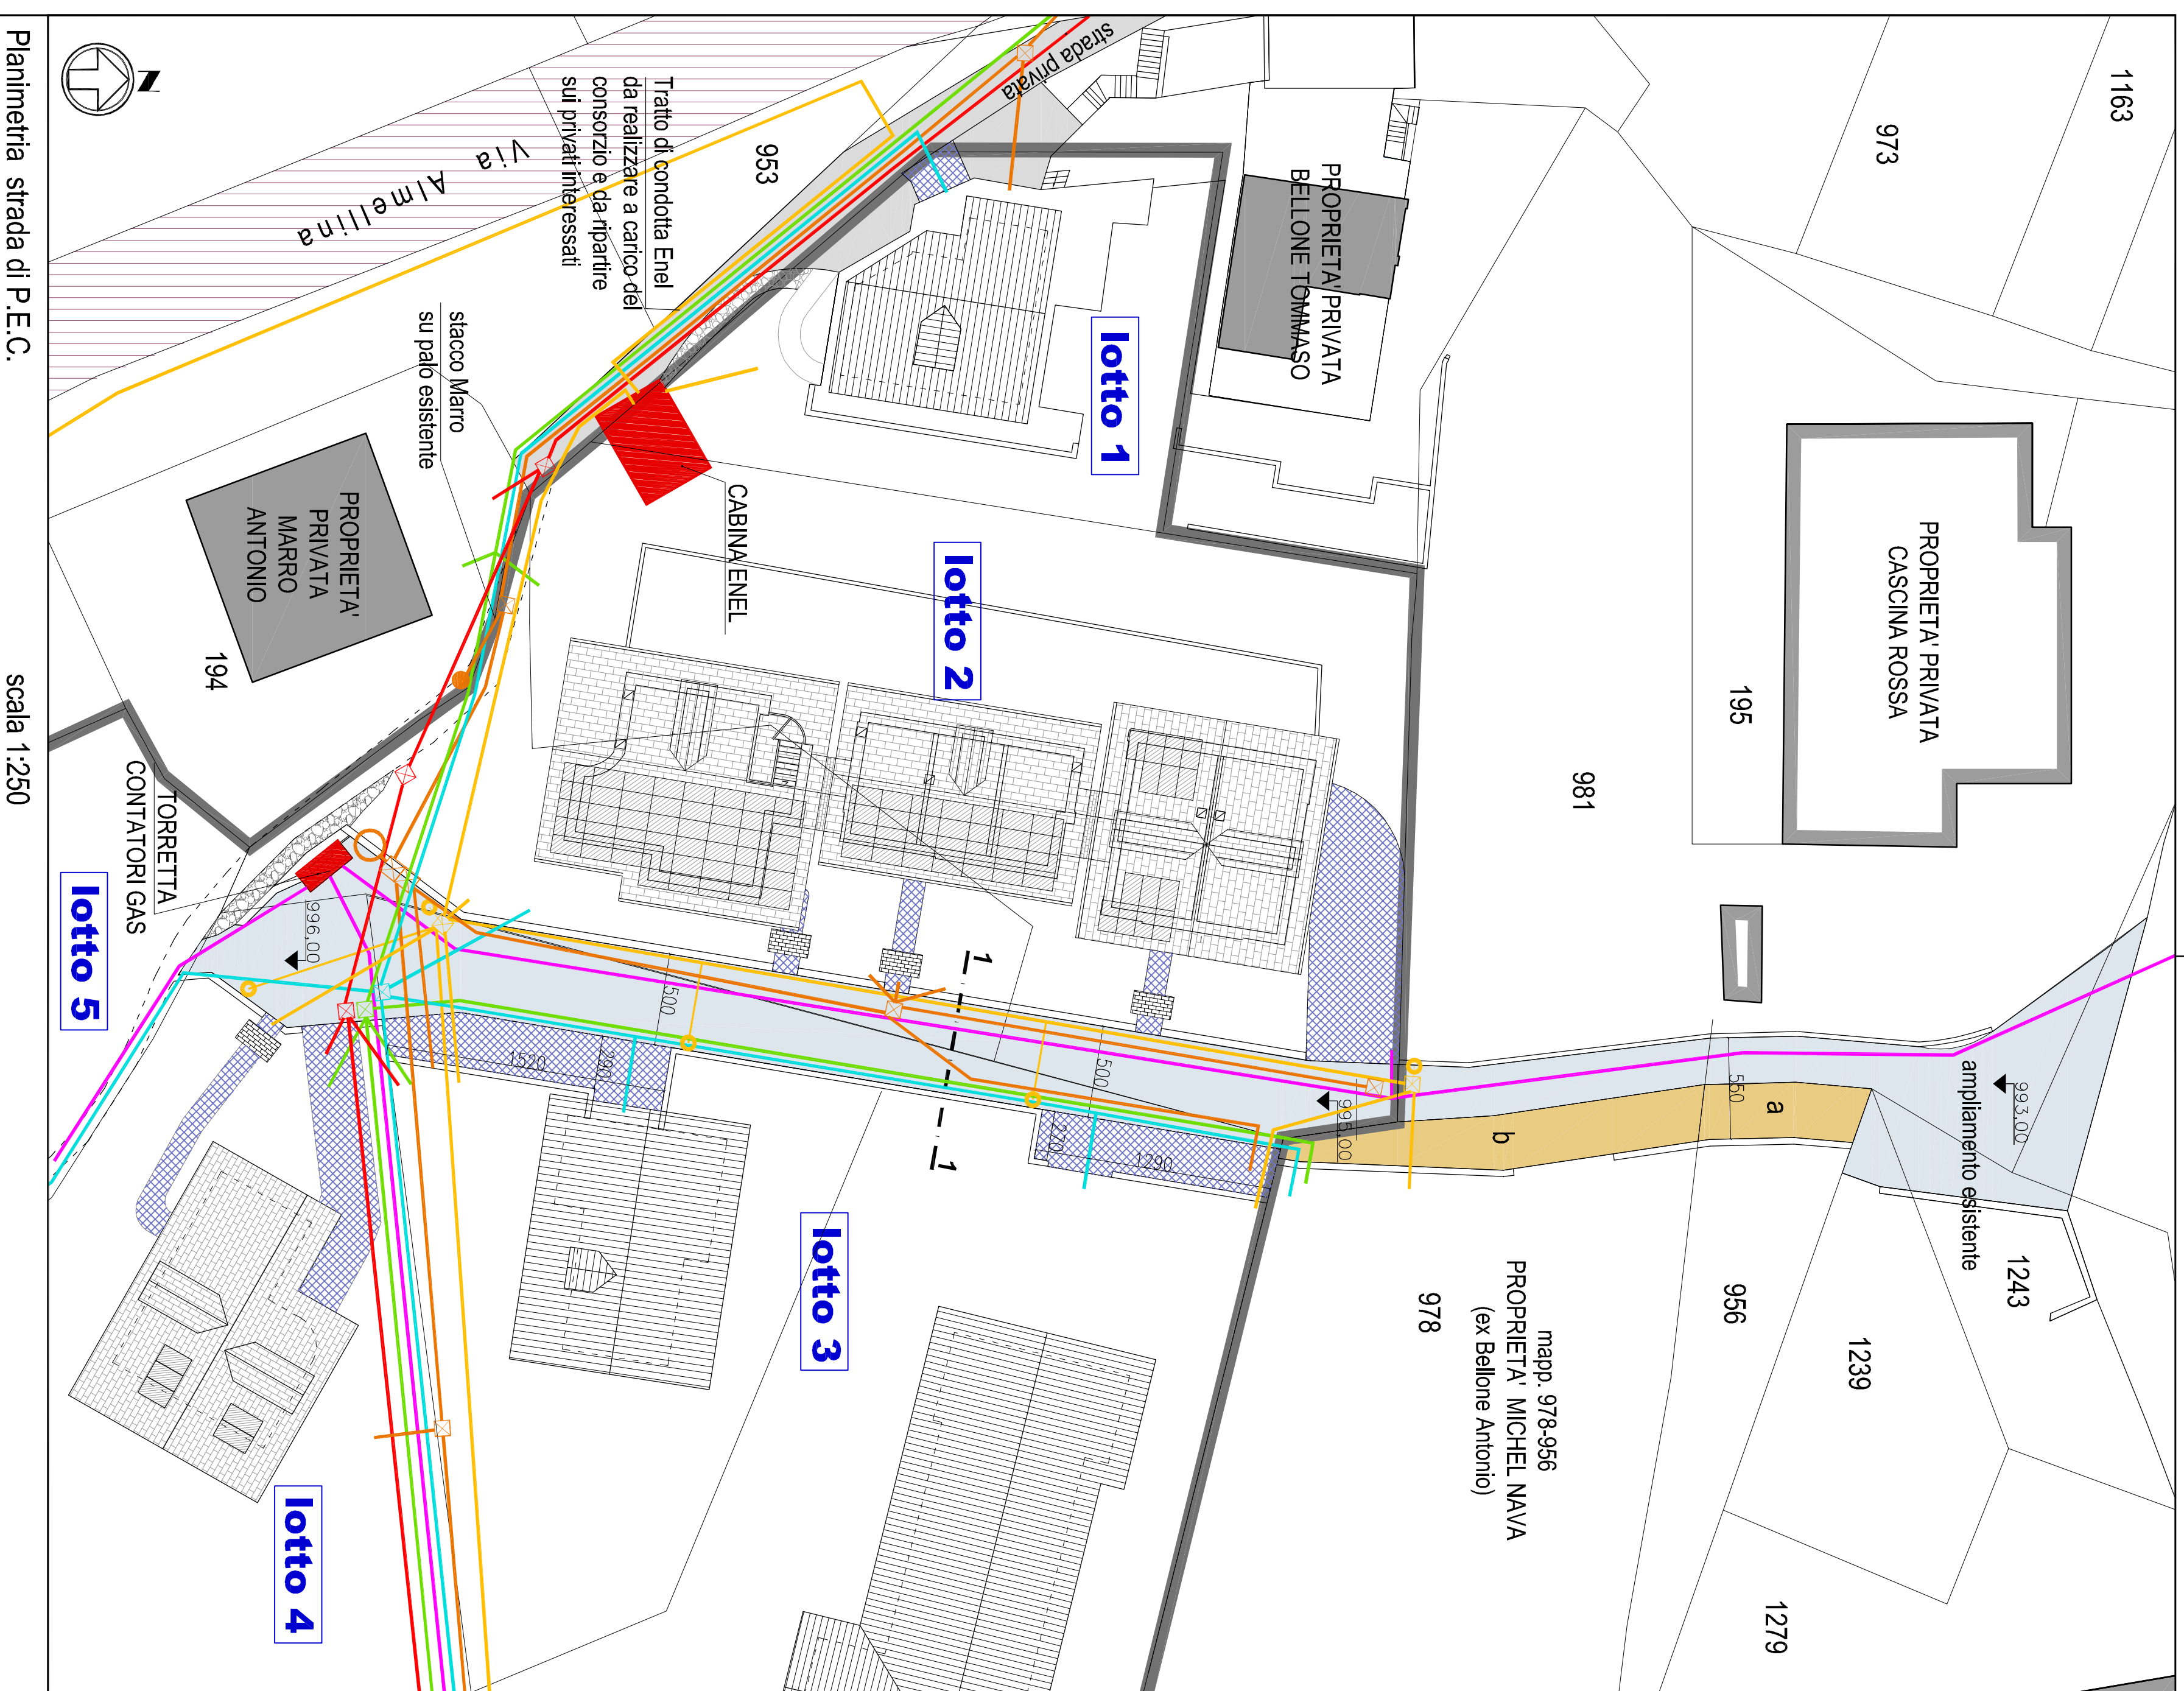 Planimetria strada di P.E.C.
scala 1:250
N
Via Almellina
strada privata
Tratto di condotta Enel
da realizzare a carico del
consorzio e da ripartire
sui privati interessati
953
stacco Marro
su palo esistente
PROPRIETA'
PRIVATA
MARRO
ANTONIO
194
TORRETTA
CONTATORI GAS
CABINA ENEL
PROPRIETA' PRIVATA
BELLONE TOMMASO
lotto 1
lotto 2
lotto 3
lotto 4
lotto 5
1163
973
PROPRIETA' PRIVATA
CASCINA ROSSA
195
981
996,00
500
1520
290
1
1
500
270
1290
995,00
550
a
b
993,00
ampliamento esistente
1243
956
1239
978
mapp. 978-956
PROPRIETA' MICHEL NAVA
(ex Bellone Antonio)
1279